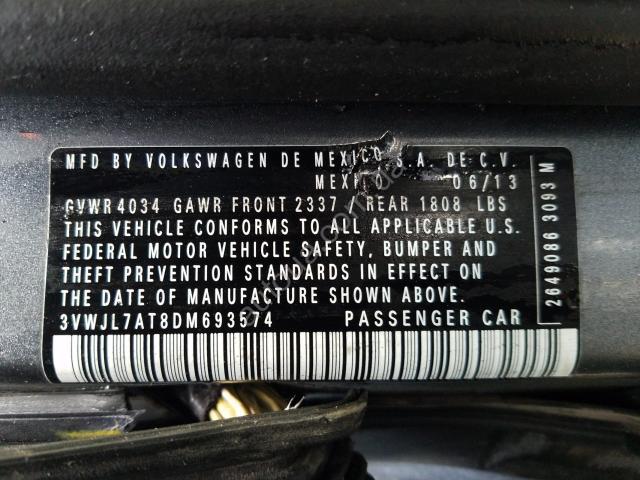 MFD BY VOLKSWAGEN DE MEXICO S.A. DE C.V.
06/13
GVWR 4034 GAWR FRONT 2337 REAR 1808 LBS
THIS VEHICLE CONFORMS TO ALL APPLICABLE U.S.
FEDERAL MOTOR VEHICLE SAFETY, BUMPER AND
THEFT PREVENTION STANDARDS IN EFFECT ON
THE DATE OF MANUFACTURE SHOWN ABOVE.
3VWJL7AT8DM693574 PASSENGER CAR
2649086 3093 M